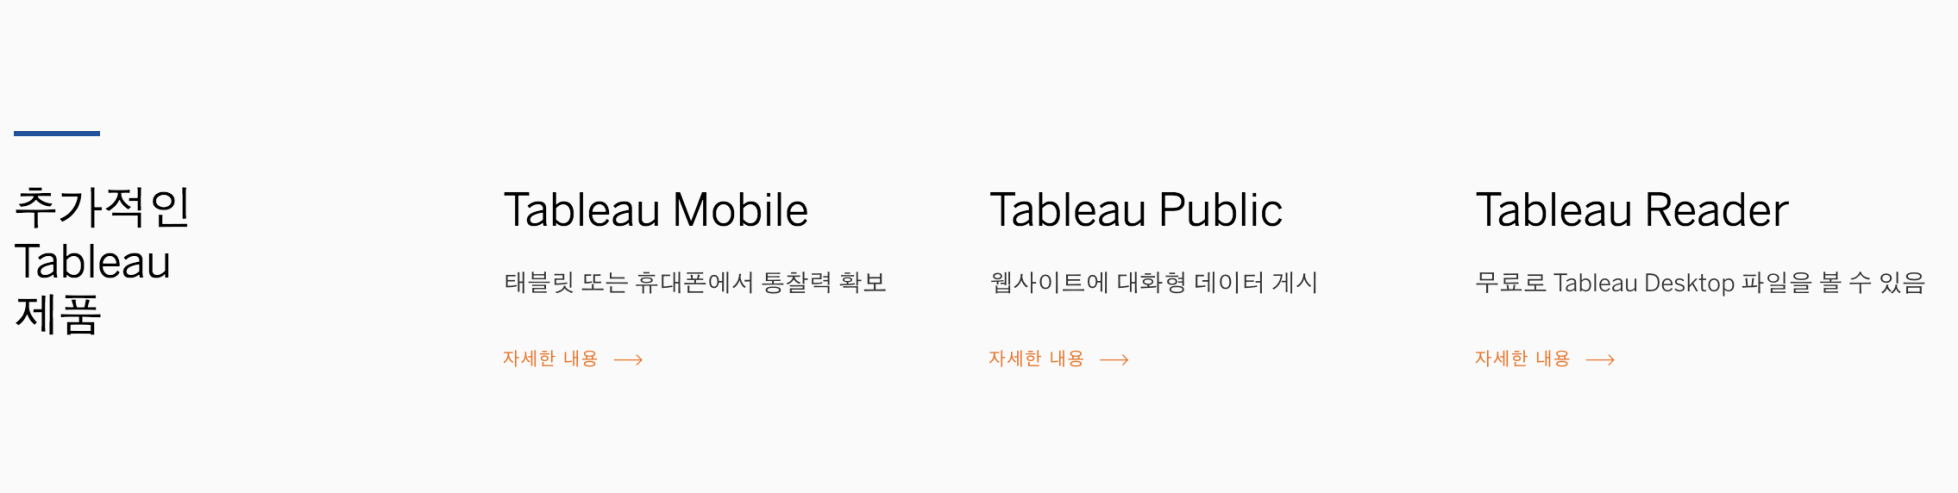 추가적인
Tableau
제품
Tableau Mobile
태블릿 또는 휴대폰에서 통찰력 확보
자세한 내용
Tableau Public
웹사이트에 대화형 데이터 게시
자세한 내용
Tableau Reader
무료로 Tableau Desktop 파일을 볼 수 있음
자세한 내용